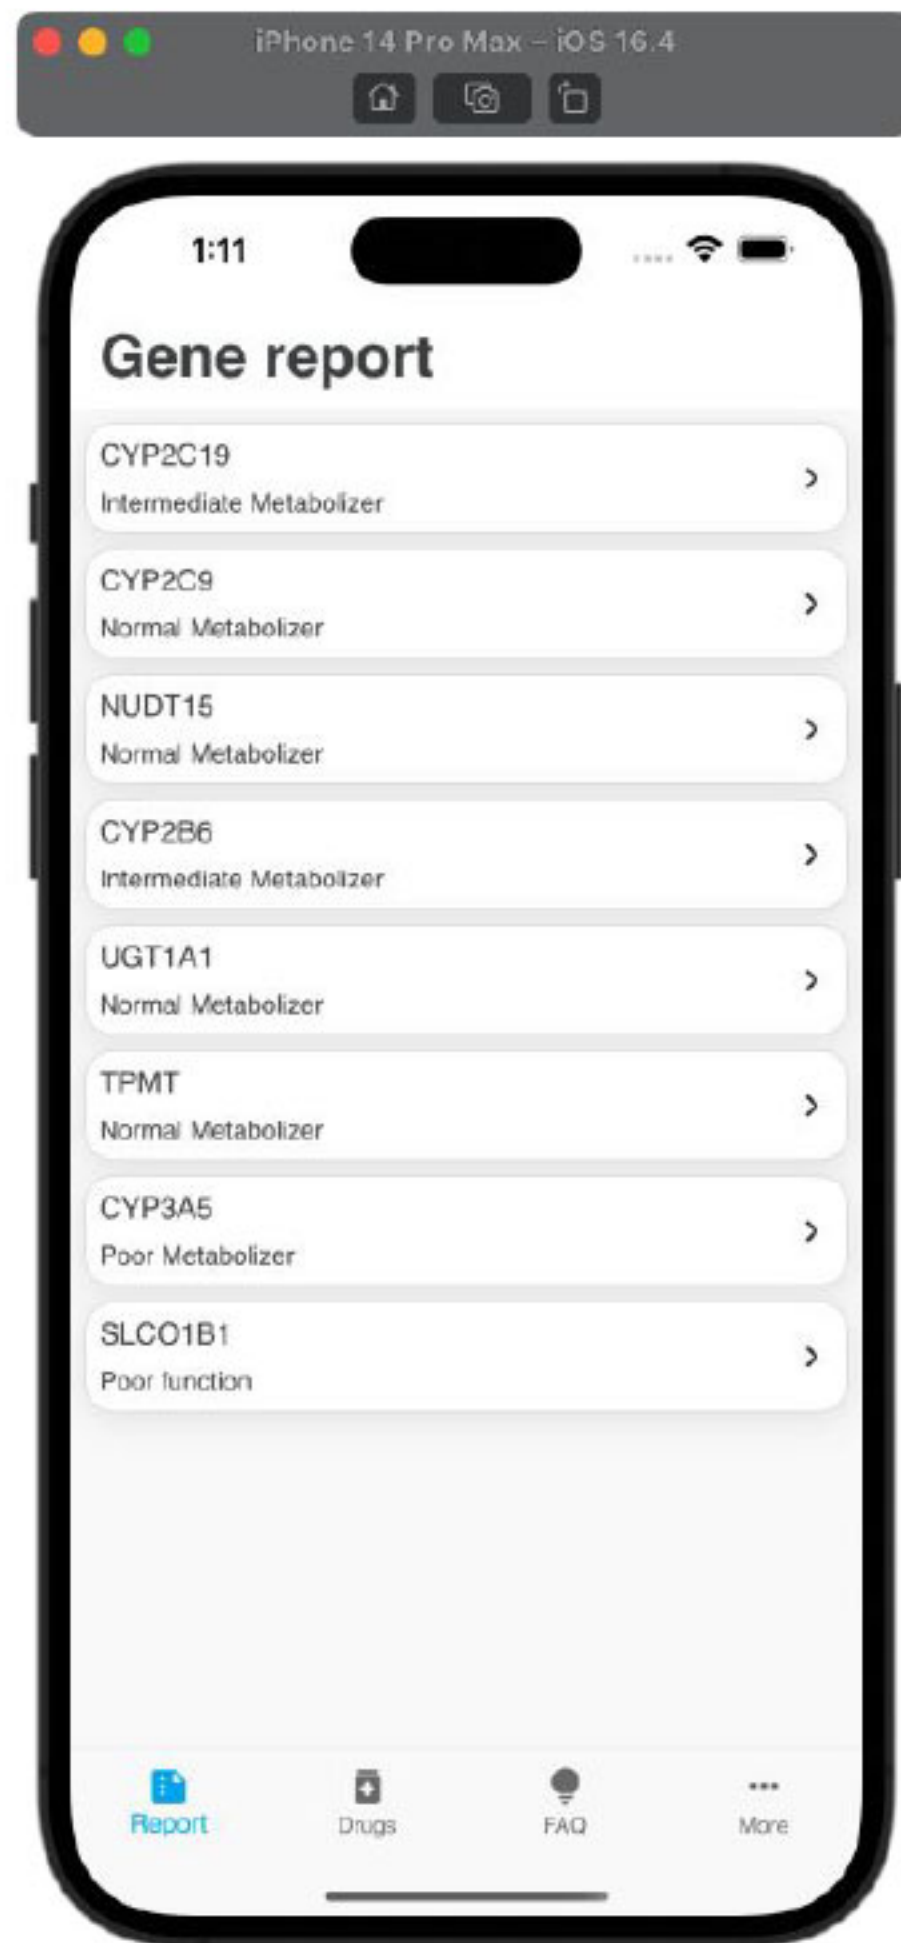 iPhone 14 Pro Max – iOS 16.4
1:11
Gene report
CYP2C19
Intermediate Metabolizer
CYP2C9
Normal Metabolizer
NUDT15
Normal Metabolizer
CYP2B6
Intermediate Metabolizer
UGT1A1
Normal Metabolizer
TPMT
Normal Metabolizer
CYP3A5
Poor Metabolizer
SLCO1B1
Poor function
Report Drugs FAQ More